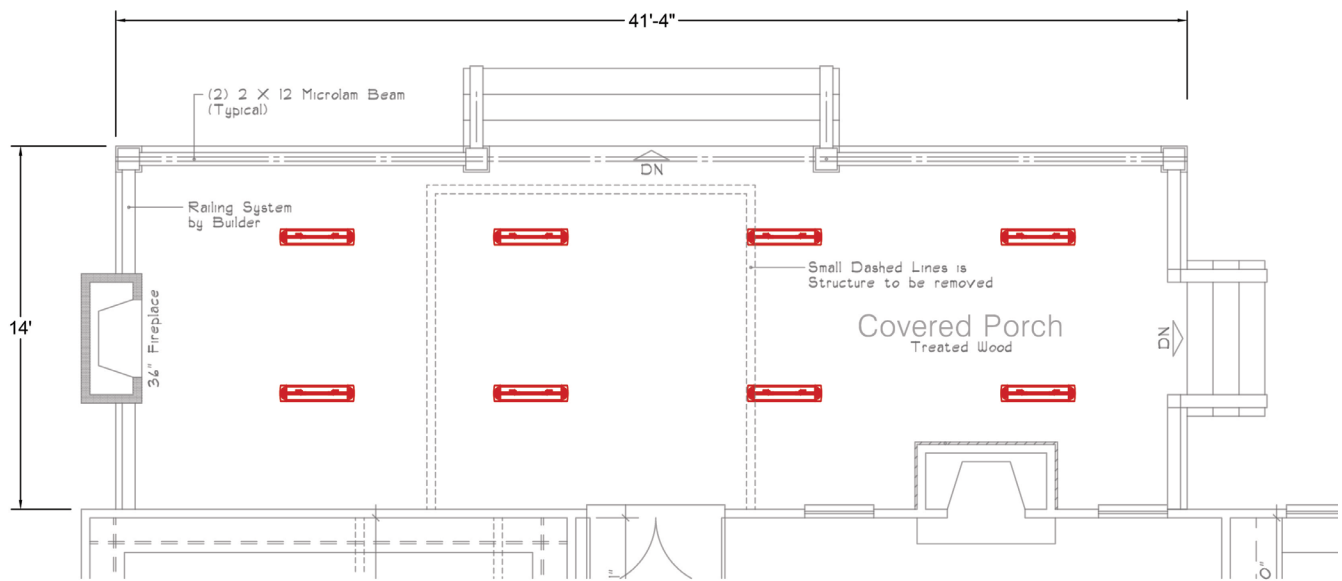 41'-4"
(2) 2 X 12 Microlam Beam
(Typical)
DN
Railing System
by Builder
Small Dashed Lines is
Structure to be removed
14'
36" Fireplace
Covered Porch
Treated Wood
DN